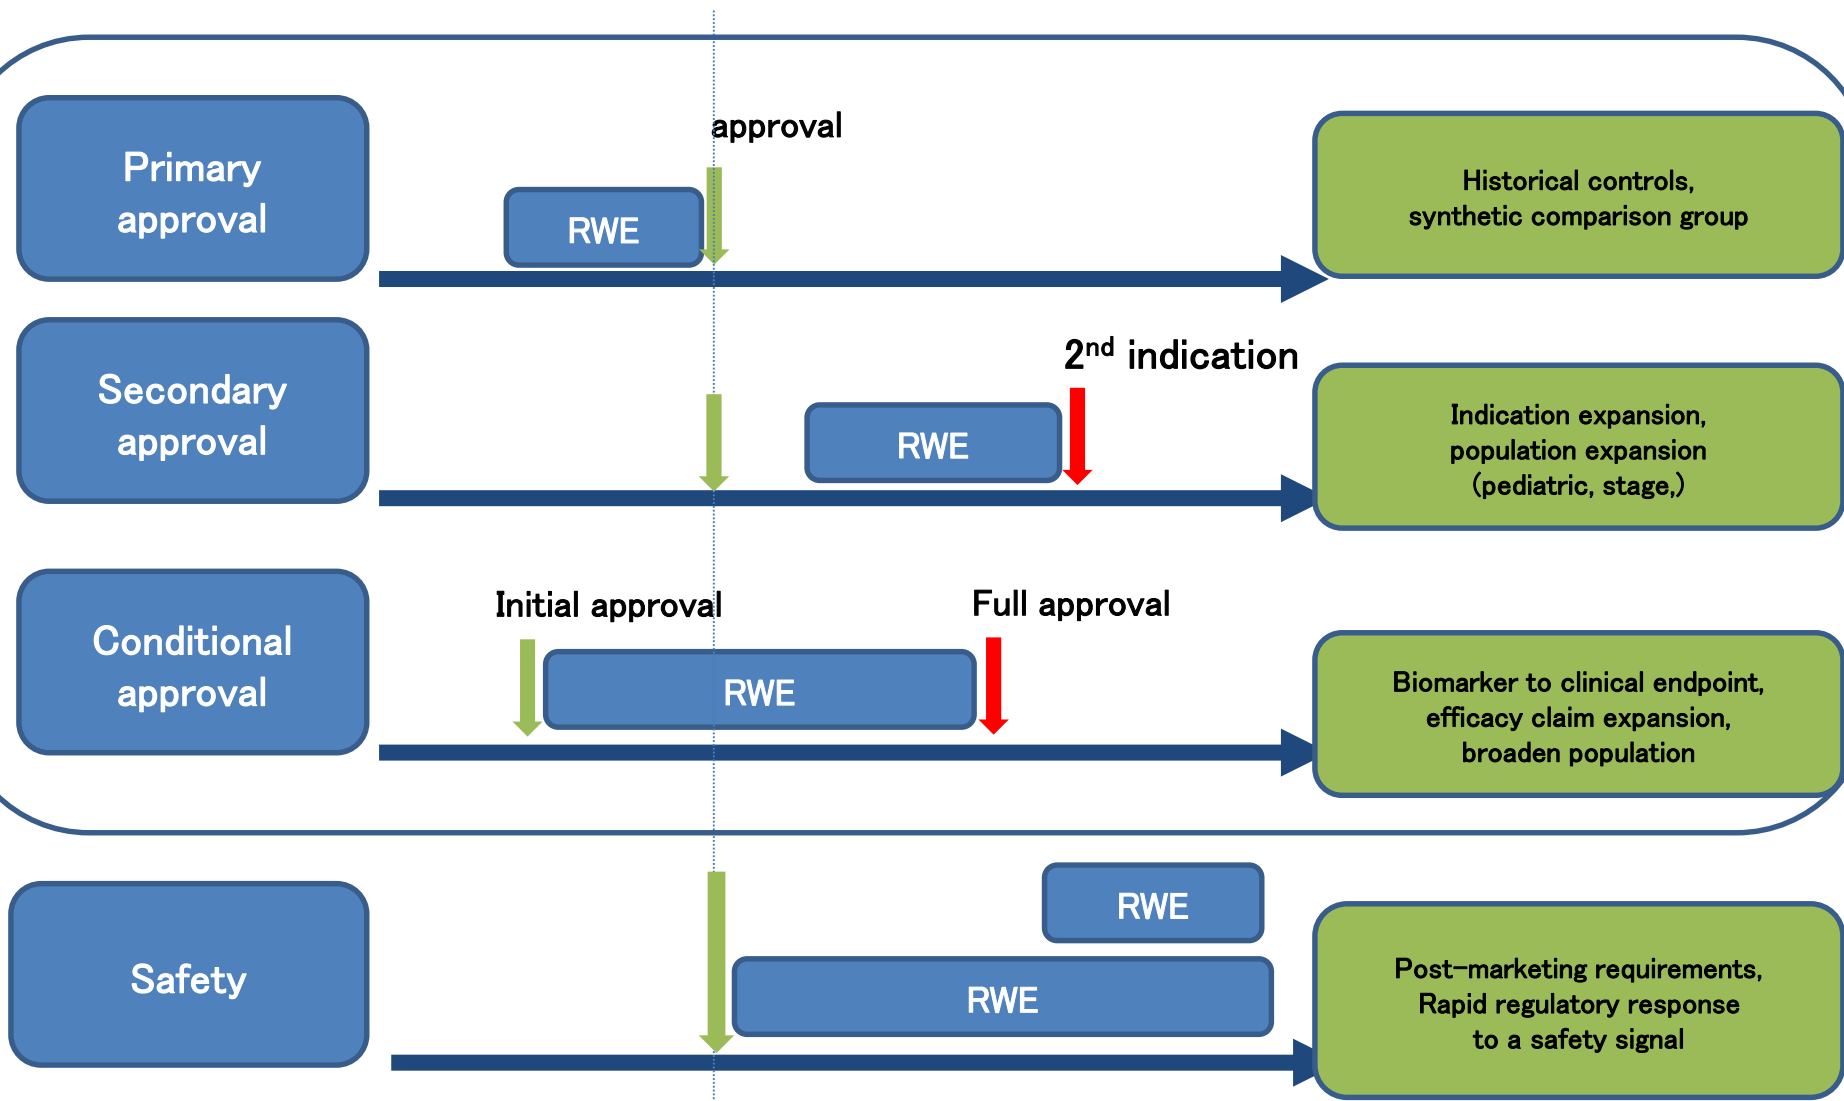 Primary
approval
approval
RWE
Historical controls,
synthetic comparison group
Secondary
approval
2nd indication
RWE
Indication expansion,
population expansion
(pediatric, stage,)
Conditional
approval
Initial approval
Full approval
RWE
Biomarker to clinical endpoint,
efficacy claim expansion,
broaden population
Safety
RWE
RWE
Post-marketing requirements,
Rapid regulatory response
to a safety signal